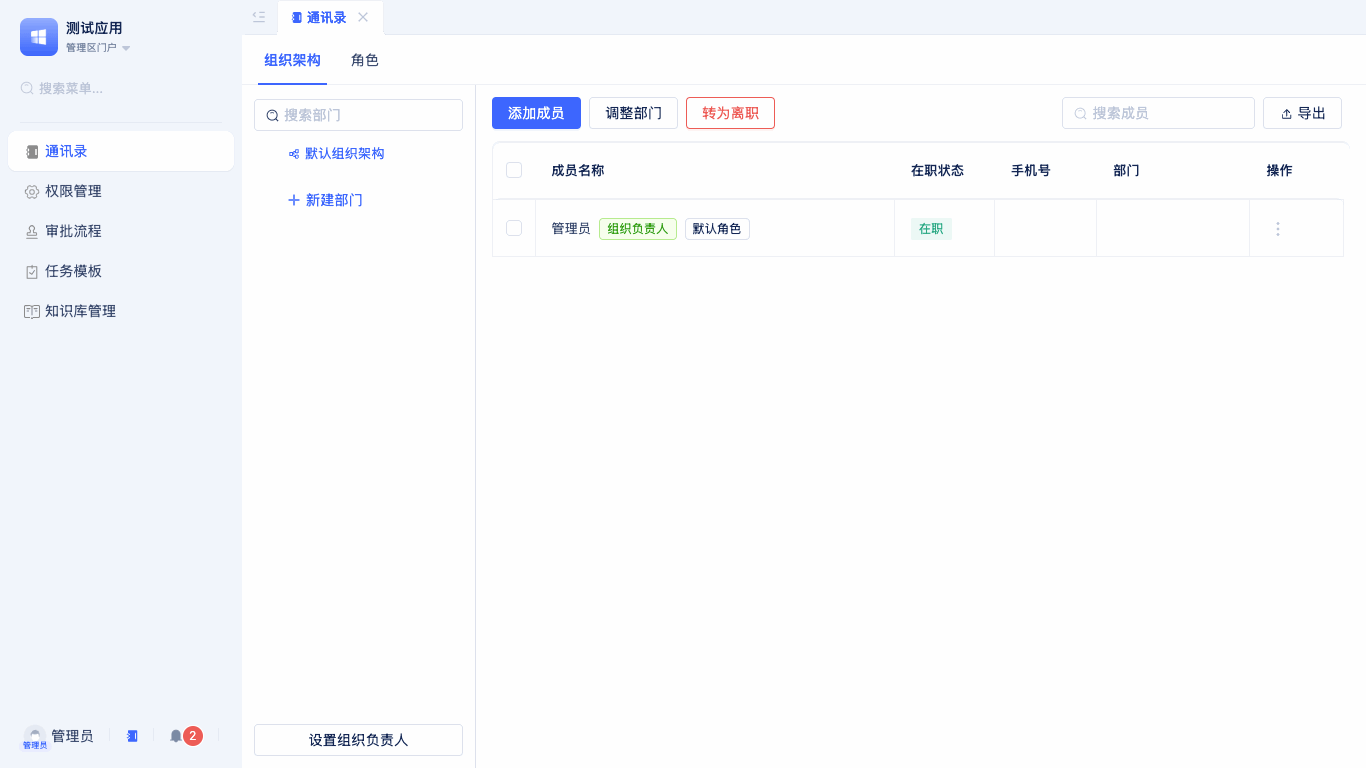 测试应用
管理区门户
搜索菜单...
通讯录
权限管理
审批流程
任务模板
知识库管理
管理员
管理员
2
通讯录
组织架构 角色
搜索部门
默认组织架构
新建部门
设置组织负责人
添加成员 调整部门 转为离职 搜索成员 导出
成员名称 在职状态 手机号 部门 操作
管理员 组织负责人 默认角色 在职